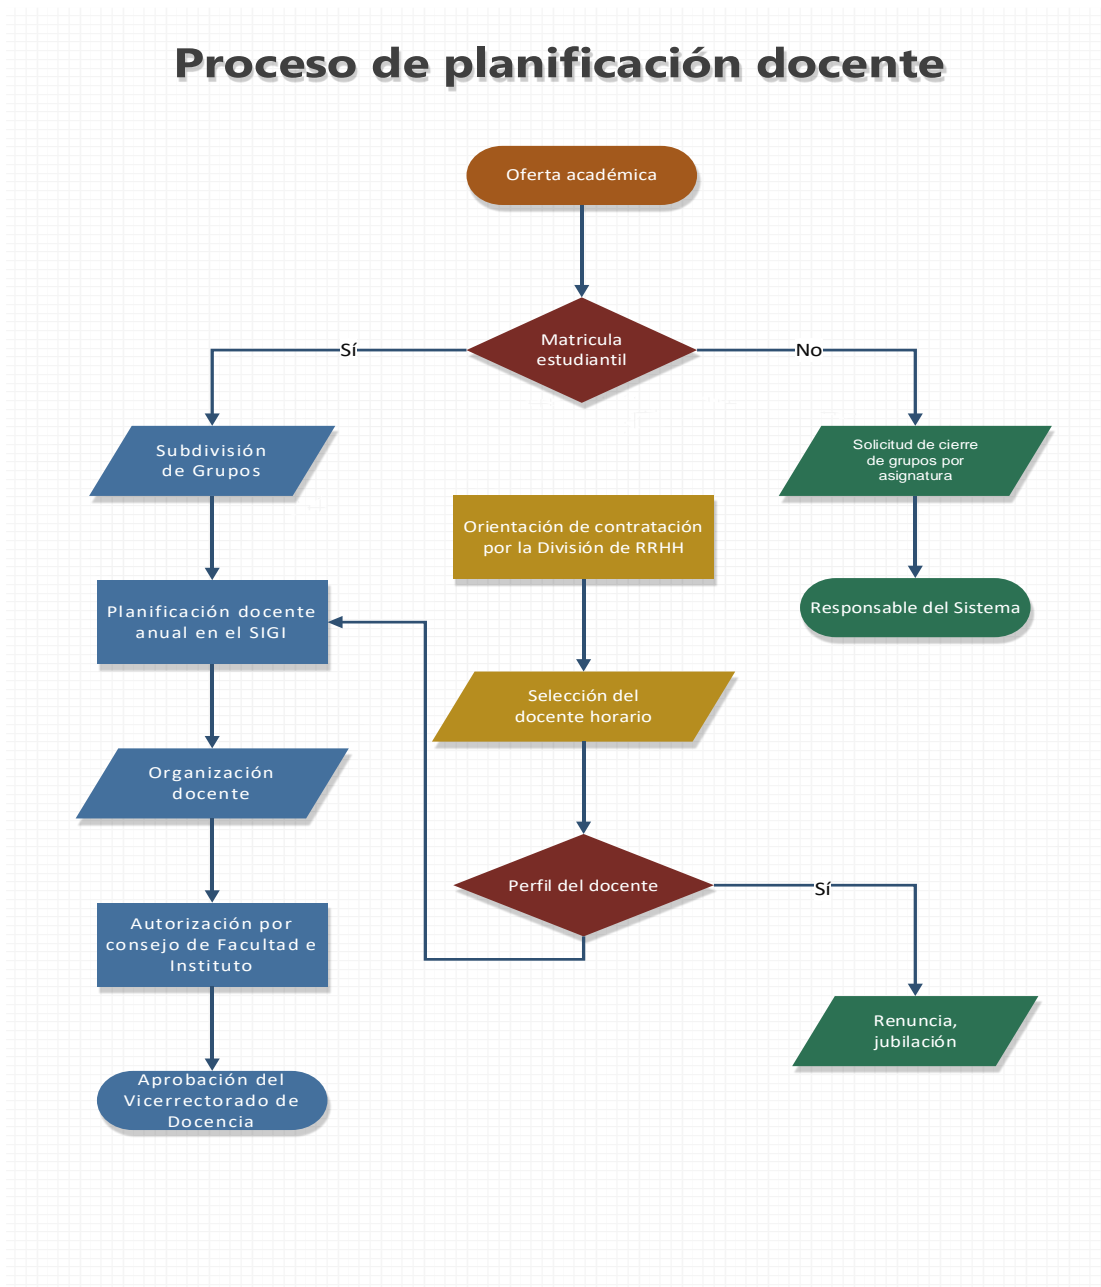 Proceso de planificación docente
Oferta académica
Matricula
estudiantil
Sí
No
Subdivisión
de Grupos
Solicitud de cierre
de grupos por
asignatura
Orientación de contratación
por la División de RRHH
Planificación docente
anual en el SIGI
Responsable del Sistema
Selección del
docente horario
Organización
docente
Perfil del docente
Sí
Autorización por
consejo de Facultad e
Instituto
Renuncia,
jubilación
Aprobación del
Vicerrectorado de
Docencia